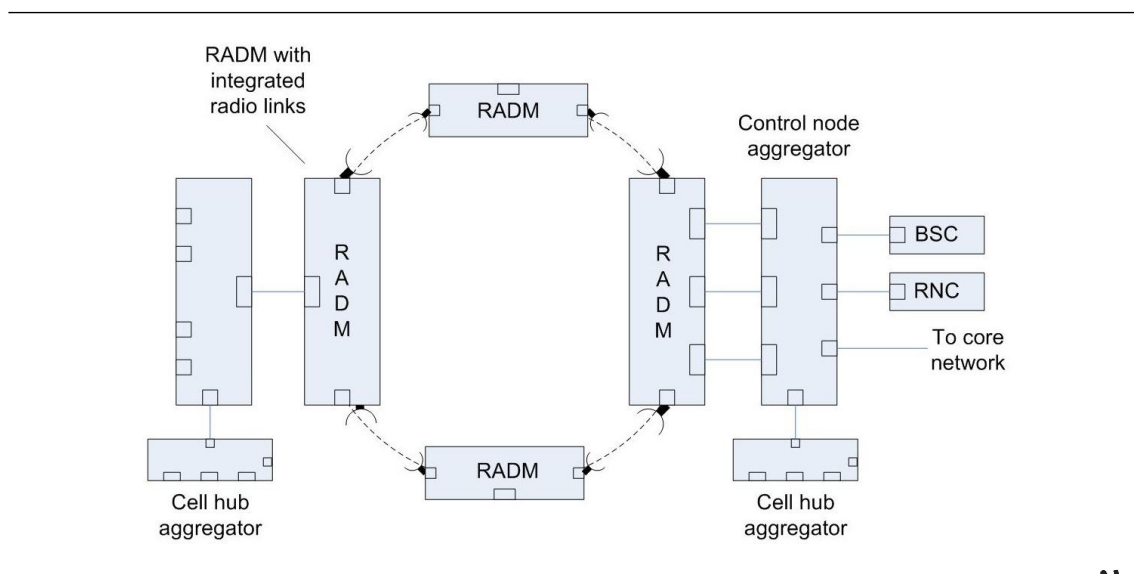 RADM with
integrated
radio links
RADM
Control node
aggregator
R
A
D
M
R
A
D
M
BSC
RNC
To core
network
RADM
Cell hub
aggregator
Cell hub
aggregator